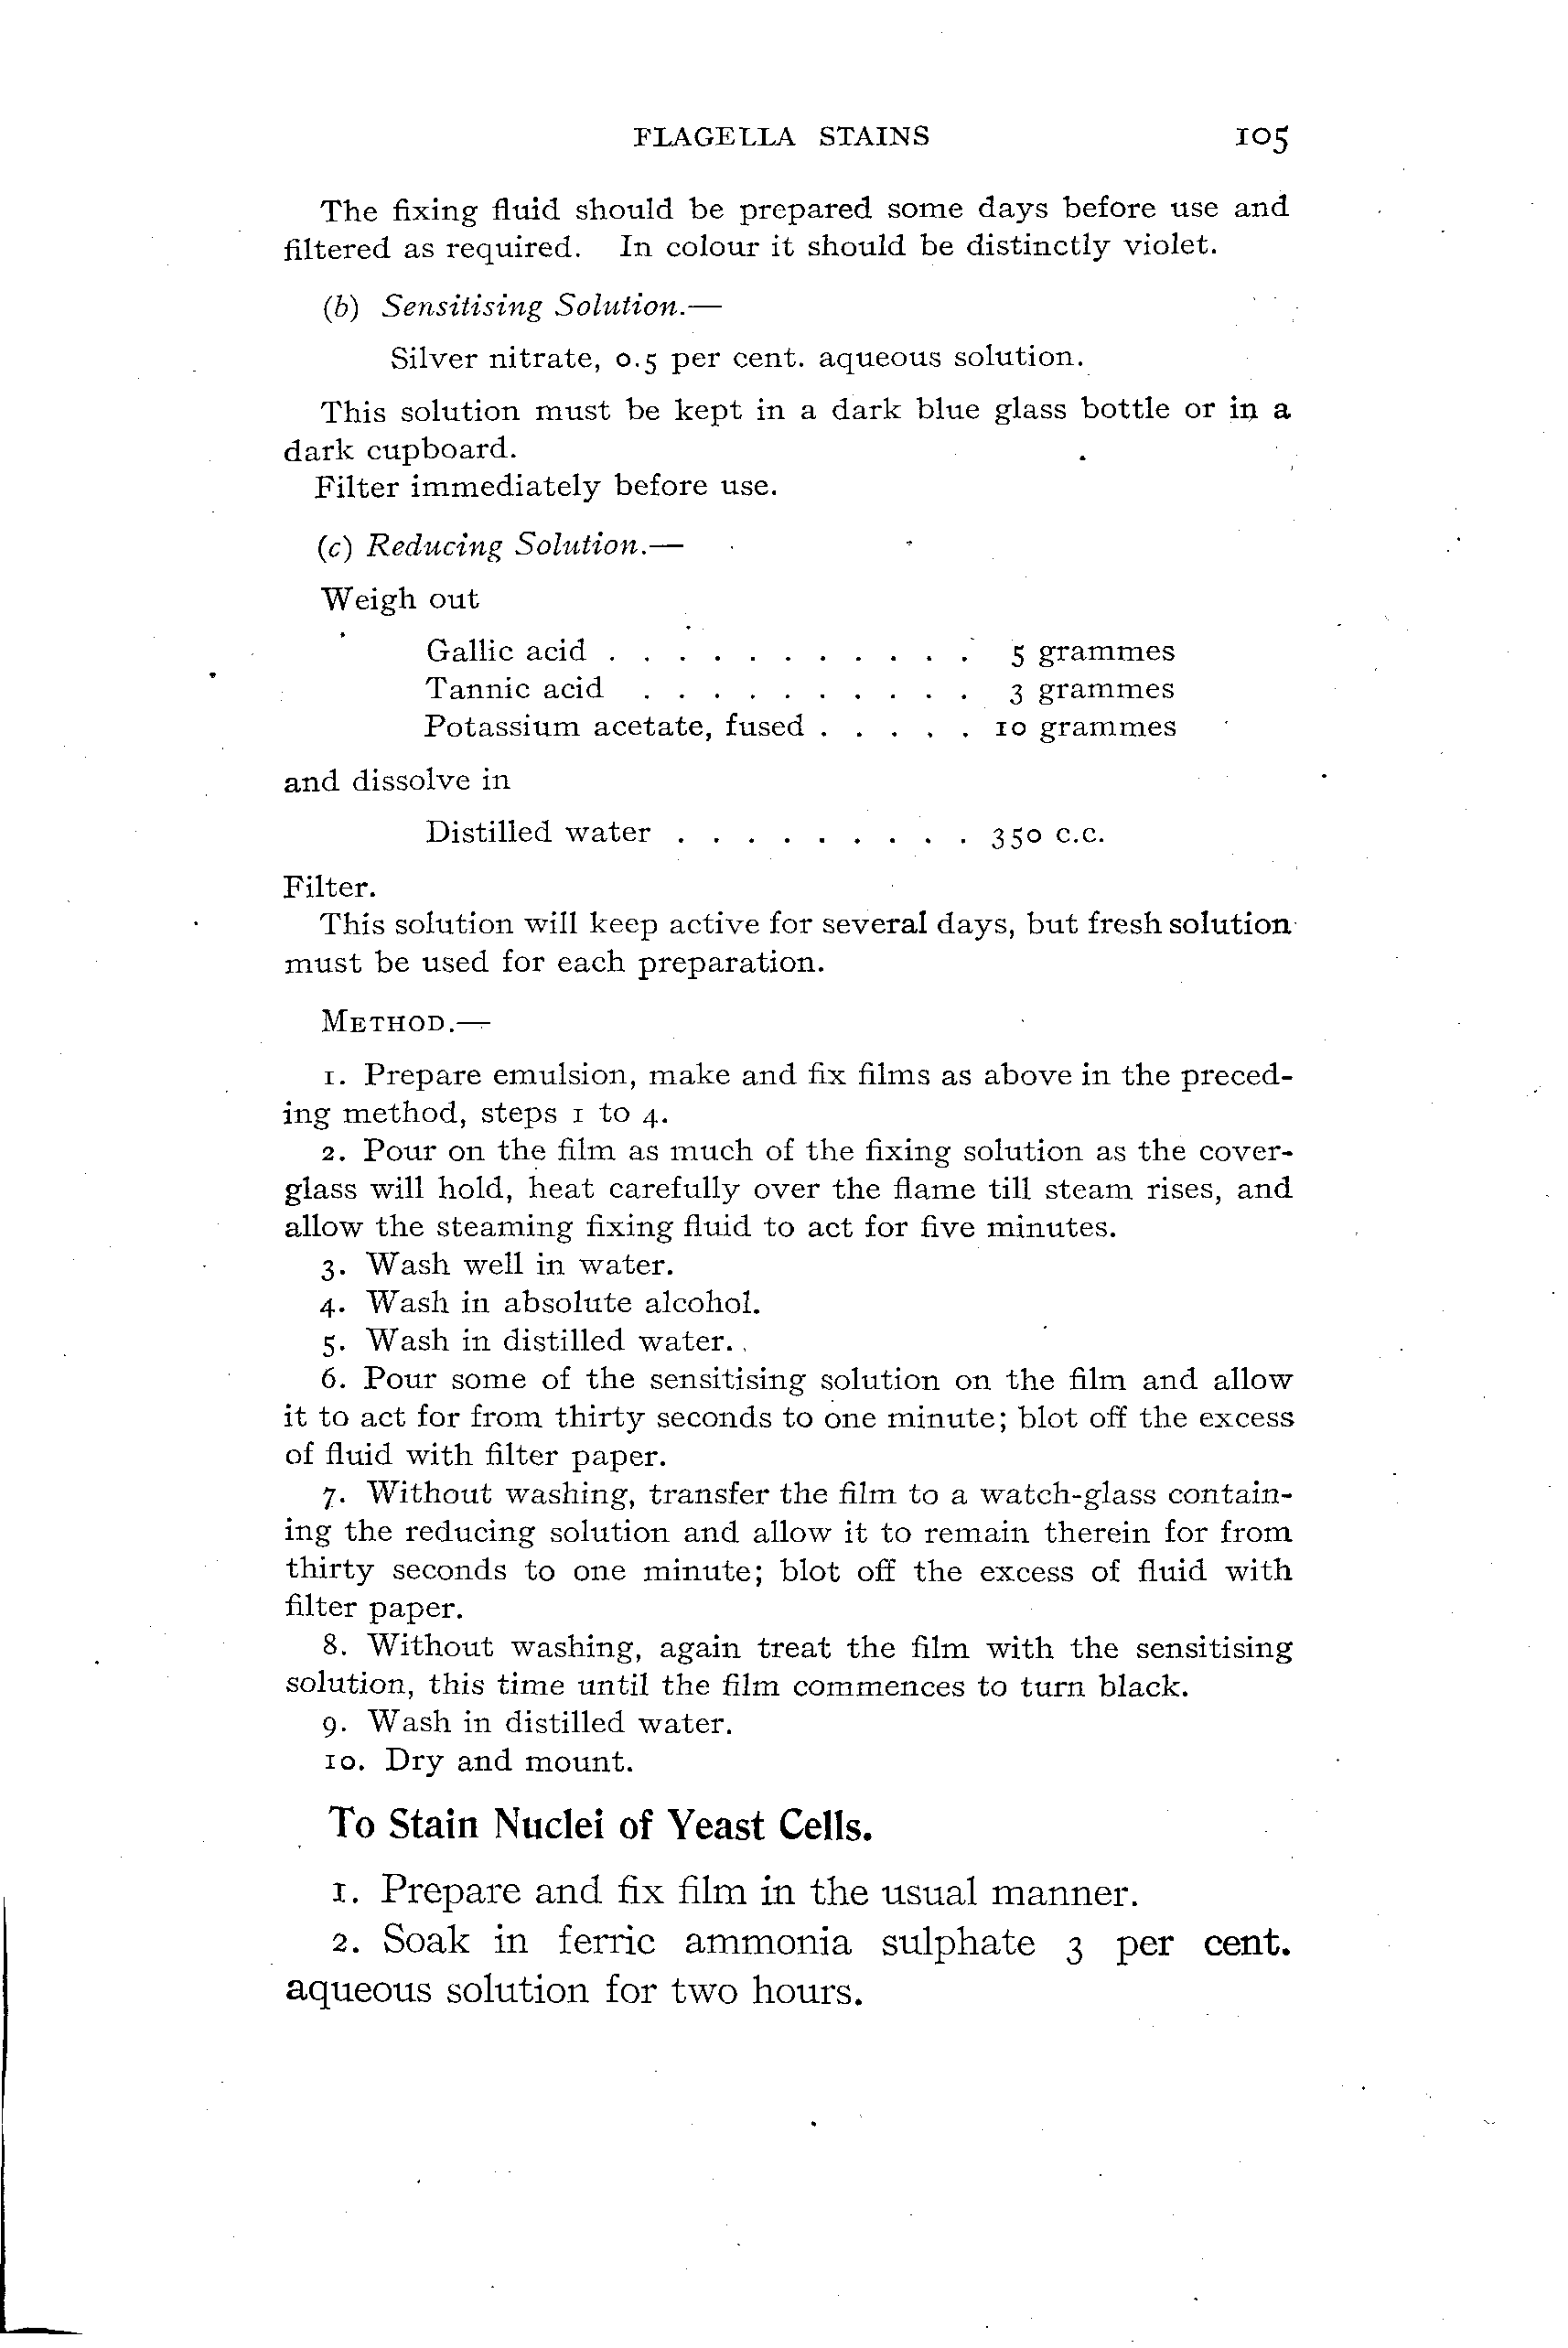 FLAGELLA STAINS 105
The fixing fluid should be prepared some days before use and
filtered as required. In colour it should be distinctly violet.
(b) Sensitising Solution.—
Silver nitrate, 0.5 per cent. aqueous solution.
This solution must be kept in a dark blue glass bottle or in a
dark cupboard.
Filter immediately before use.
(c) Reducing Solution.—
Weigh out
Gallic acid . . . . . . . . . . . 5 grammes
Tannic acid . . . . . . . . . . 3 grammes
Potassium acetate, fused . . . . . 10 grammes
and dissolve in
Distilled water . . . . . . . . . 350 c.c.
Filter.
This solution will keep active for several days, but fresh solution
must be used for each preparation.
METHOD.—
1. Prepare emulsion, make and fix films as above in the preced-
ing method, steps 1 to 4.
2. Pour on the film as much of the fixing solution as the cover-
glass will hold, heat carefully over the flame till steam rises, and
allow the steaming fixing fluid to act for five minutes.
3. Wash well in water.
4. Wash in absolute alcohol.
5. Wash in distilled water.
6. Pour some of the sensitising solution on the film and allow
it to act for from thirty seconds to one minute; blot off the excess
of fluid with filter paper.
7. Without washing, transfer the film to a watch-glass contain-
ing the reducing solution and allow it to remain therein for from
thirty seconds to one minute; blot off the excess of fluid with
filter paper.
8. Without washing, again treat the film with the sensitising
solution, this time until the film commences to turn black.
9. Wash in distilled water.
10. Dry and mount.
To Stain Nuclei of Yeast Cells.
1. Prepare and fix film in the usual manner.
2. Soak in ferric ammonia sulphate 3 per cent.
aqueous solution for two hours.